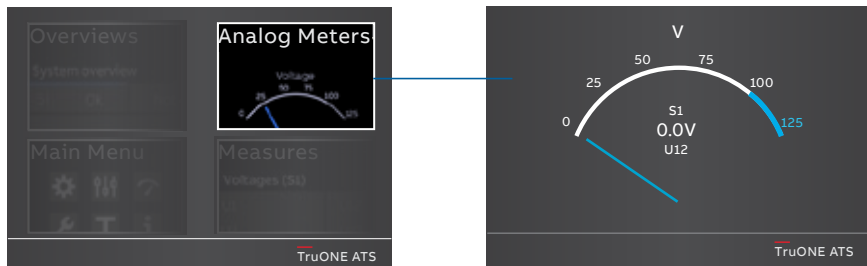 Overviews
System overview
OK
Analog Meters
Voltage
0 25 50 75 100 125
Main Menu
Measures
Voltages (S1)
TruONE ATS
V
0 25 50 75 100 125
S1
0.0V
U12
TruONE ATS